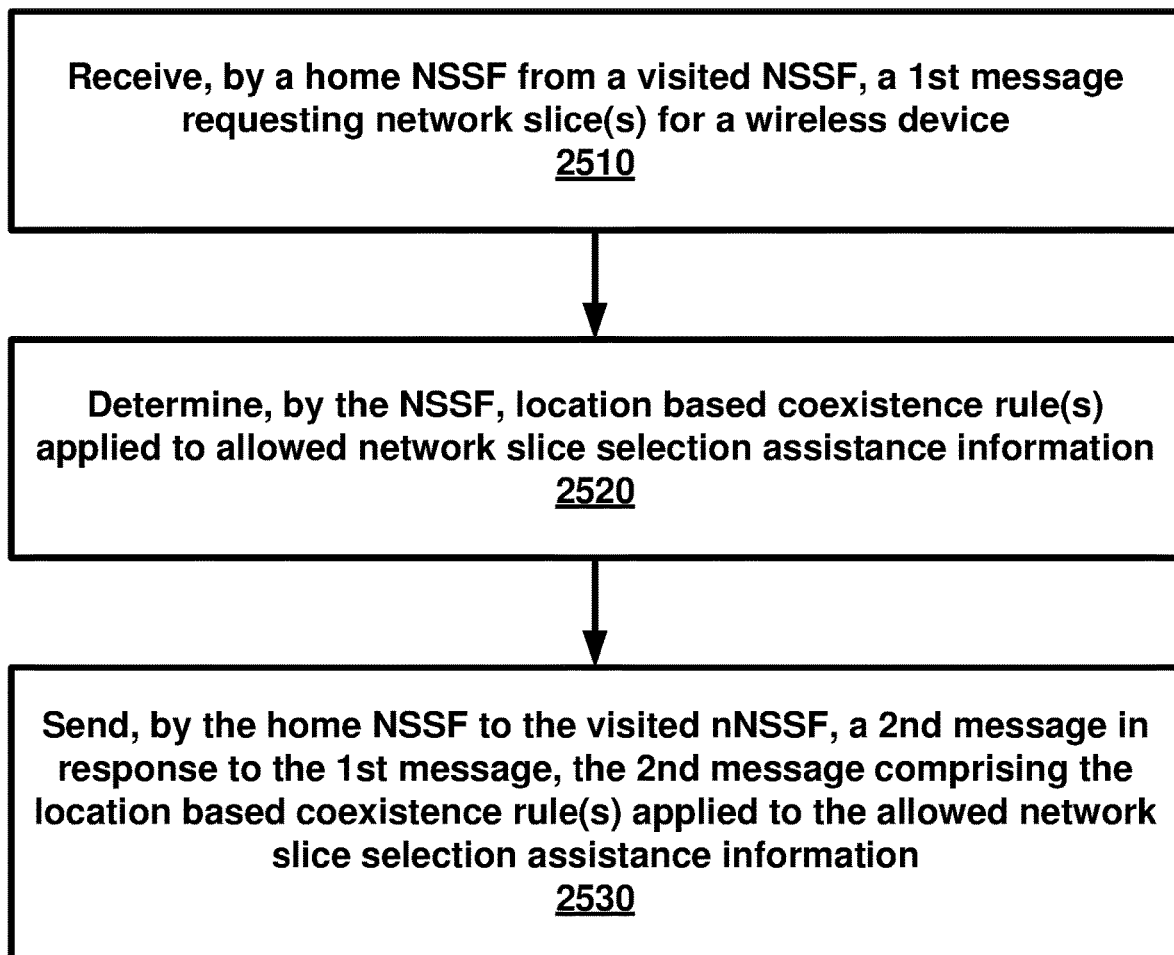 Receive, by a home NSSF from a visited NSSF, a 1st message
requesting network slice(s) for a wireless device
2510
Determine, by the NSSF, location based coexistence rule(s)
applied to allowed network slice selection assistance information
2520
Send, by the home NSSF to the visited nNSSF, a 2nd message in
response to the 1st message, the 2nd message comprising the
location based coexistence rule(s) applied to the allowed network
slice selection assistance information
2530